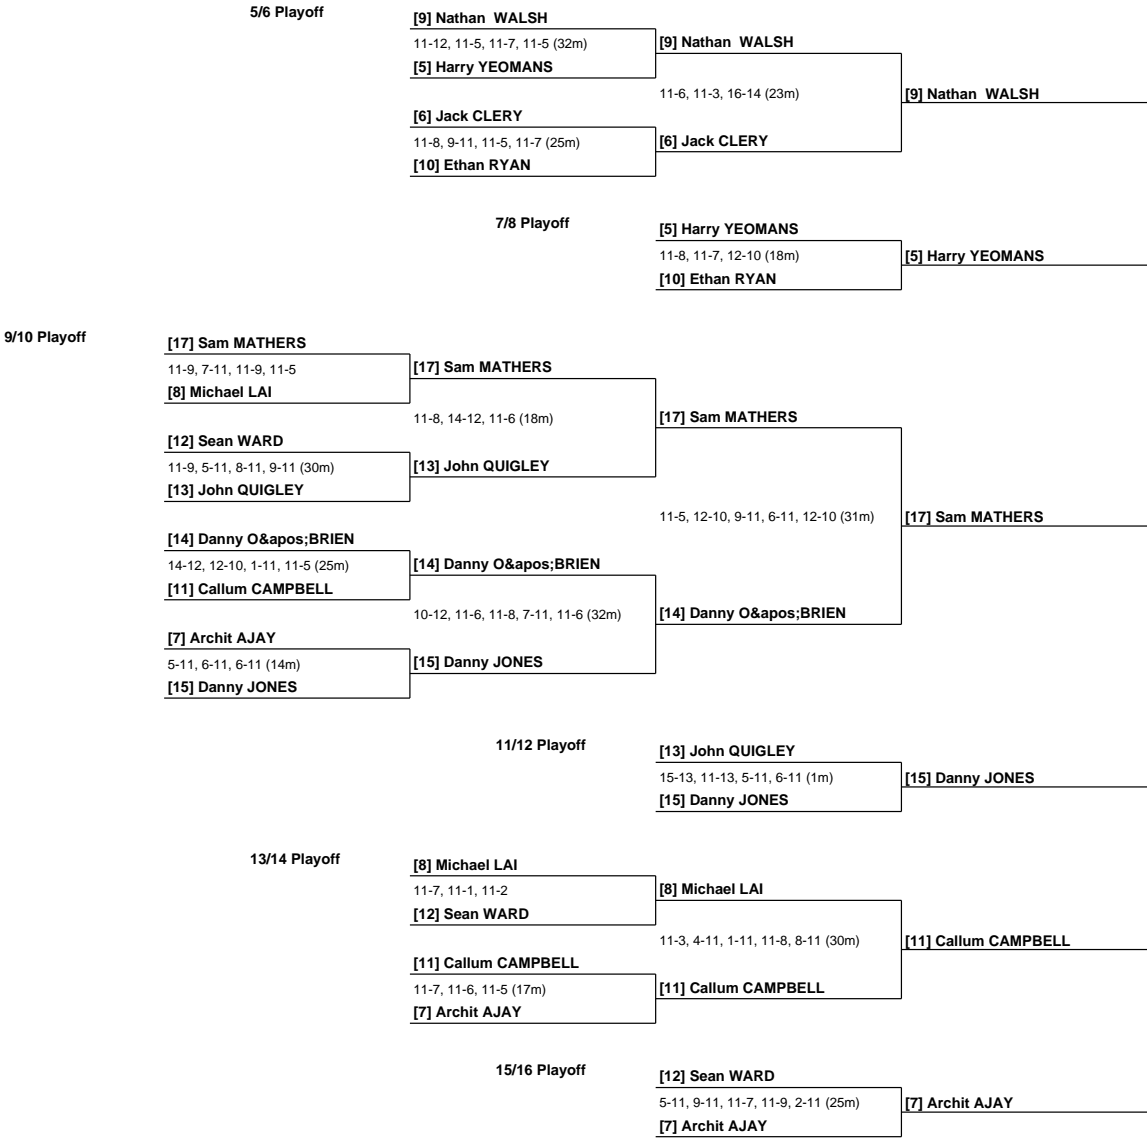 5/6 Playoff
[9] Nathan  WALSH
11-12, 11-5, 11-7, 11-5 (32m)
[9] Nathan  WALSH
[5] Harry YEOMANS
11-6, 11-3, 16-14 (23m)
[9] Nathan  WALSH
[6] Jack CLERY
11-8, 9-11, 11-5, 11-7 (25m)
[6] Jack CLERY
[10] Ethan RYAN
7/8 Playoff
[5] Harry YEOMANS
11-8, 11-7, 12-10 (18m)
[5] Harry YEOMANS
[10] Ethan RYAN
9/10 Playoff
[17] Sam MATHERS
11-9, 7-11, 11-9, 11-5
[17] Sam MATHERS
[8] Michael LAI
11-8, 14-12, 11-6 (18m)
[17] Sam MATHERS
[12] Sean WARD
11-9, 5-11, 8-11, 9-11 (30m)
[13] John QUIGLEY
[13] John QUIGLEY
11-5, 12-10, 9-11, 6-11, 12-10 (31m)
[17] Sam MATHERS
[14] Danny O&apos;BRIEN
14-12, 12-10, 1-11, 11-5 (25m)
[14] Danny O&apos;BRIEN
[11] Callum CAMPBELL
10-12, 11-6, 11-8, 7-11, 11-6 (32m)
[14] Danny O&apos;BRIEN
[7] Archit AJAY
5-11, 6-11, 6-11 (14m)
[15] Danny JONES
[15] Danny JONES
11/12 Playoff
[13] John QUIGLEY
15-13, 11-13, 5-11, 6-11 (1m)
[15] Danny JONES
[15] Danny JONES
13/14 Playoff
[8] Michael LAI
11-7, 11-1, 11-2
[8] Michael LAI
[12] Sean WARD
11-3, 4-11, 1-11, 11-8, 8-11 (30m)
[11] Callum CAMPBELL
[11] Callum CAMPBELL
11-7, 11-6, 11-5 (17m)
[11] Callum CAMPBELL
[7] Archit AJAY
15/16 Playoff
[12] Sean WARD
5-11, 9-11, 11-7, 11-9, 2-11 (25m)
[7] Archit AJAY
[7] Archit AJAY